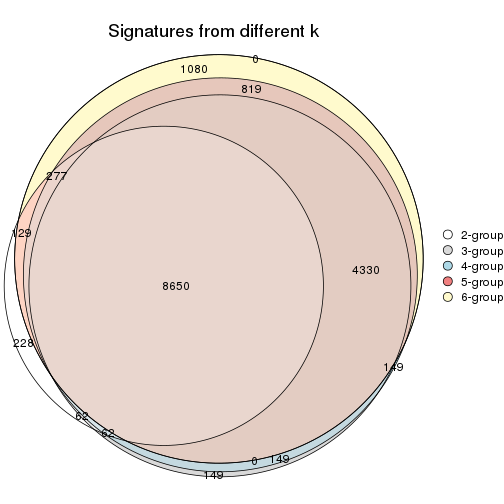 Signatures from different k
0
1080
819
277
129
4330
8650
228
149
62
62
0
149
149
2-group
3-group
4-group
5-group
6-group